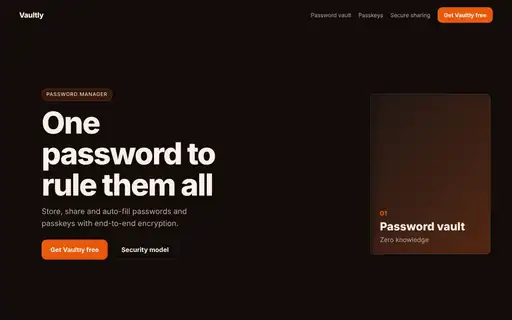 Vaultly
Password vault
Passkeys
Secure sharing
Get Vaultly free
PASSWORD MANAGER
One
password to
rule them all
Store, share and auto-fill passwords and
passkeys with end-to-end encryption.
Get Vaultly free
Security model
01
Password vault
Zero knowledge